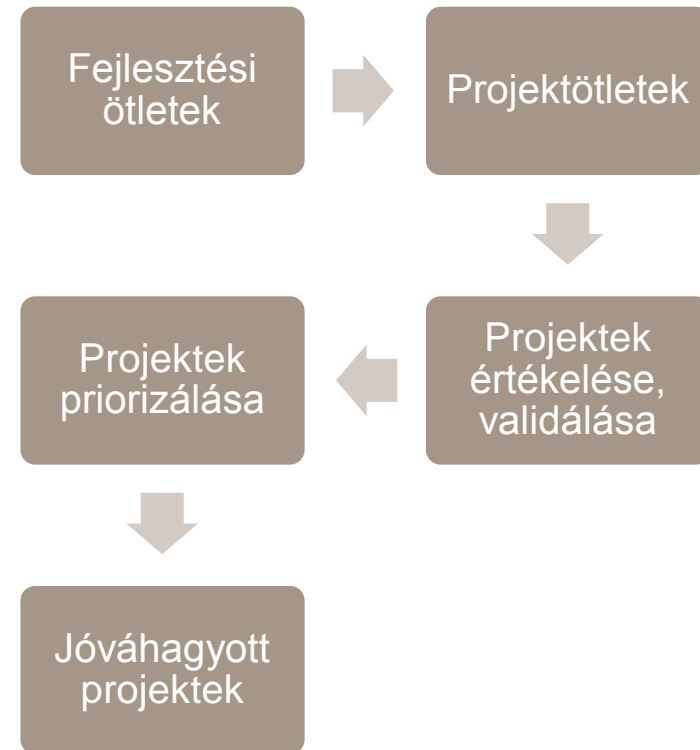 Fejlesztési
ötletek
Projektötletek
Projektek
értékelése,
validálása
Projektek
priorizálása
Jóváhagyott
projektek